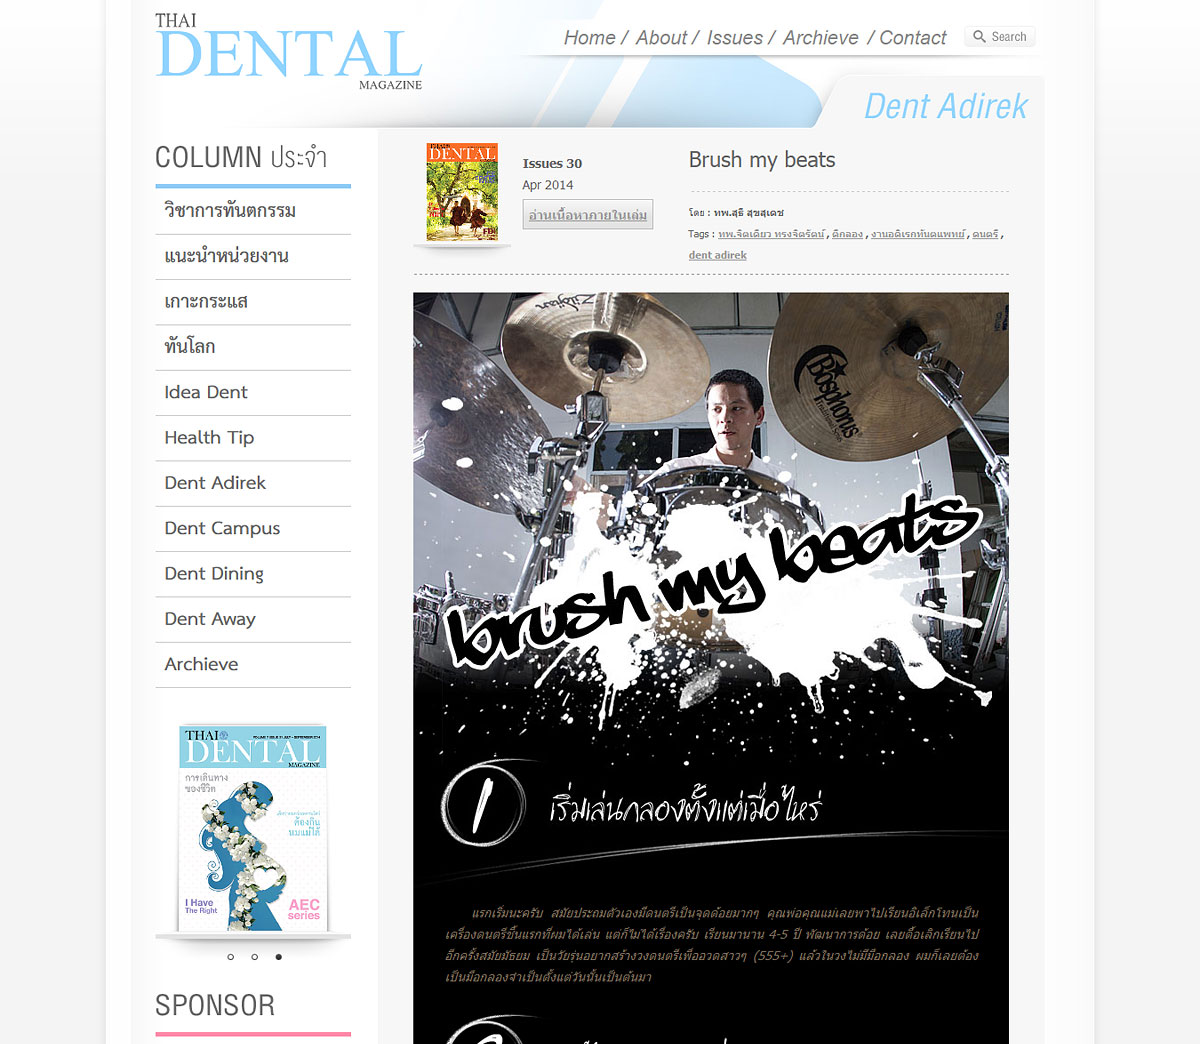 THAI
DENTAL
MAGAZINE
Home / About / Issues / Archieve / Contact
Search
Dent Adirek
COLUMN ประจำ
วิชาการทันตกรรม
แนะนำหน่วยงาน
เกาะกระแส
ทันโลก
Idea Dent
Health Tip
Dent Adirek
Dent Campus
Dent Dining
Dent Away
Archieve
THAI
DENTAL
MAGAZINE
การเดินทาง
ของชีวิต
ต้องกิน
นมแม่ได้
I Have
The Right
AEC
series
SPONSOR
DENTAL
Issues 30
Apr 2014
อ่านเนื้อหาภายในเล่ม
Brush my beats
โดย : ทพ.สุธี สุขสุเดช
Tags : ทพ.จิตเดียว ทรงจิตรัตน์ , ตีกลอง , งานอดิเรกทันตแพทย์ , ดนตรี ,
dent adirek
Zildjian
Bosphorus
brush my beats
1 เริ่มเล่นกลองตั้งแต่เมื่อไหร่
แรกเริ่มนะครับ สมัยประถมตัวเองมีดนตรีเป็นจุดด้อยมากๆ คุณพ่อคุณแม่เลยพาไปเรียนอิเล็กโทนเป็น
เครื่องดนตรีชิ้นแรกที่ผมได้เล่น แต่ก็ไม่ได้เรื่องครับ เรียนมานาน 4-5 ปี พัฒนาการด้อย เลยดื้อเลิกเรียนไป
อีกครั้งสมัยมัธยม เป็นวัยรุ่นอยากสร้างวงดนตรีเพื่ออวดสาวๆ (555+) แล้วในวงไม่มีมือกลอง ผมก็เลยต้อง
เป็นมือกลองจำเป็นตั้งแต่วันนั้นเป็นต้นมา